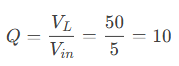 Q = V_L / V_in = 50 / 5 = 10